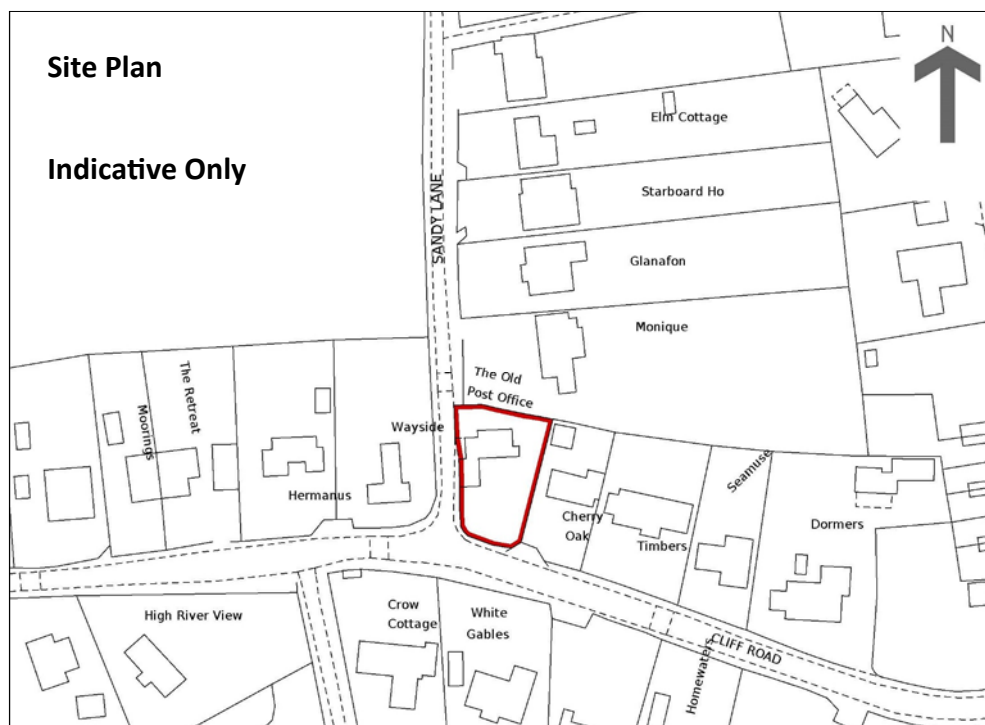 Site Plan
N
Indicative Only
Elm Cottage
SANDY LANE
Starboard Ho
Glanafon
Monique
The Old
Post Office
The Retreat
Moorings
Wayside
Hermanus
Seamuse
Cherry
Oak
Timbers
Dormers
High River View
Crow
Cottage
White
Gables
CLIFF ROAD
Homewaters